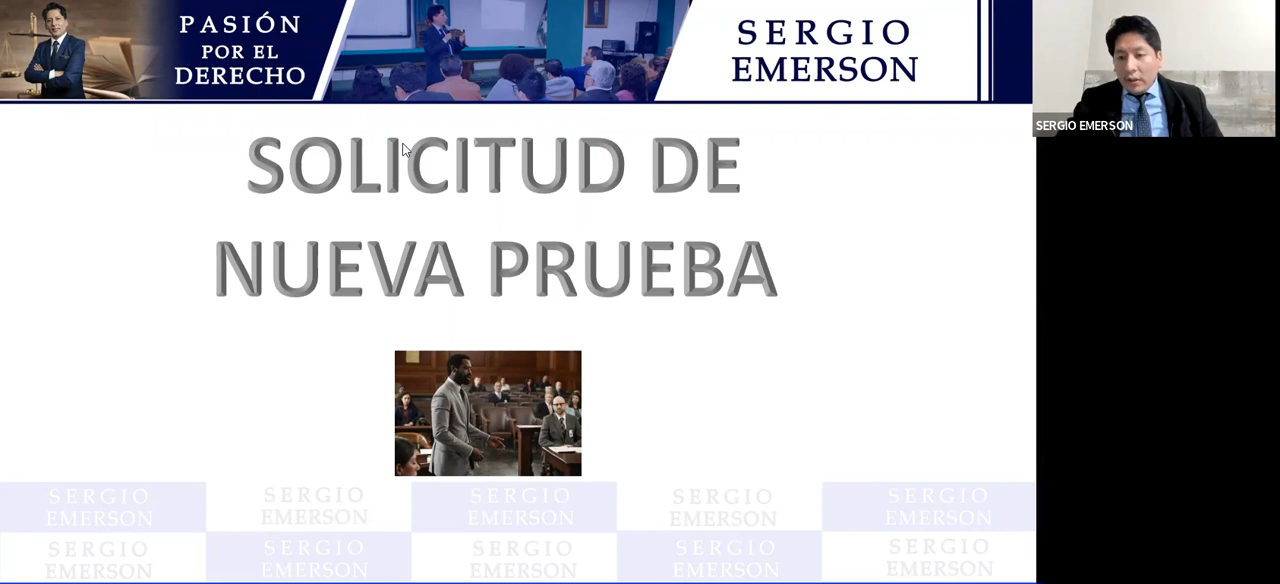 PASIÓN
POR EL
DERECHO
SERGIO
EMERSON
SERGIO EMERSON
SOLICITUD DE
NUEVA PRUEBA
SERGIO
EMERSON
SERGIO
EMERSON
SERGIO
EMERSON
SERGIO
EMERSON
SERGIO
EMERSON
SERGIO
EMERSON
SERGIO
EMERSON
SERGIO
EMERSON
SERGIO
EMERSON
SERGIO
EMERSON